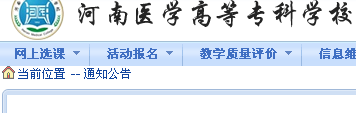 河南医学高等专科学校
网上选课 活动报名 教学质量评价 信息维
当前位置 -- 通知公告